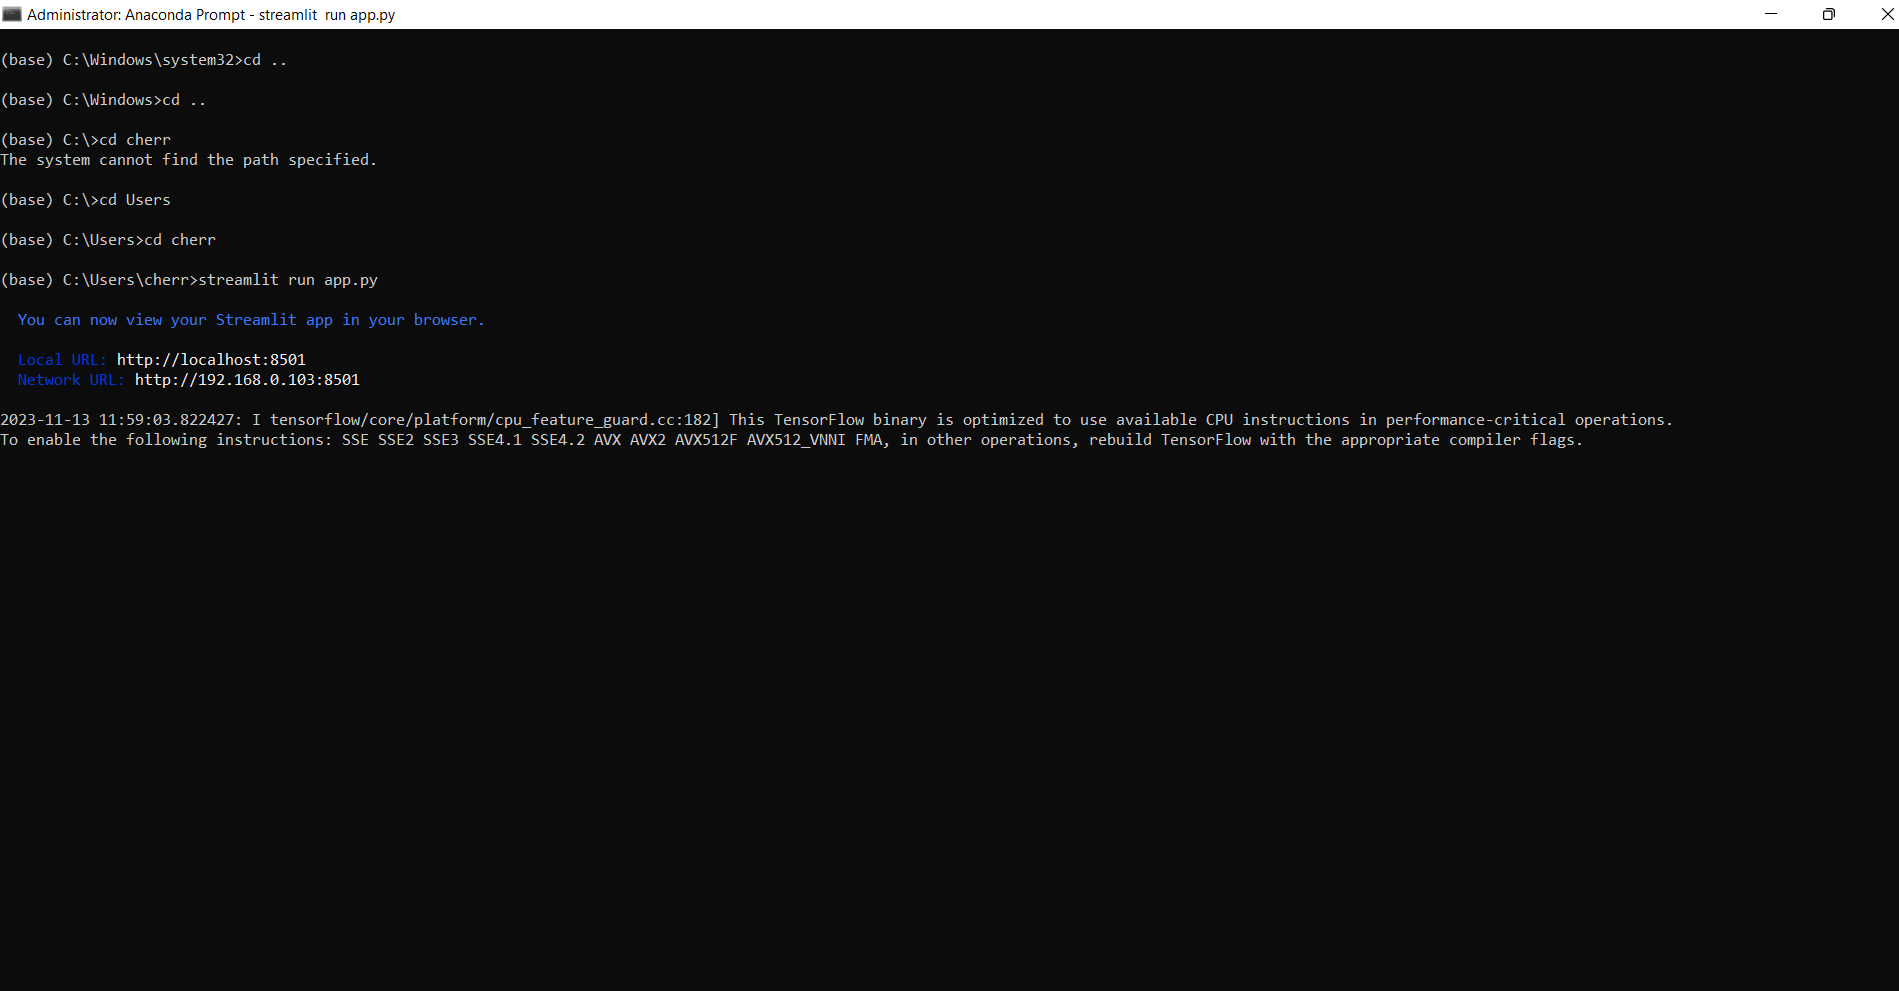 Administrator: Anaconda Prompt - streamlit  run app.py
(base) C:\Windows\system32>cd ..
(base) C:\Windows>cd ..
(base) C:\>cd cherr
The system cannot find the path specified.
(base) C:\>cd Users
(base) C:\Users>cd cherr
(base) C:\Users\cherr>streamlit run app.py
You can now view your Streamlit app in your browser.
Local URL: http://localhost:8501
Network URL: http://192.168.0.103:8501
2023-11-13 11:59:03.822427: I tensorflow/core/platform/cpu_feature_guard.cc:182] This TensorFlow binary is optimized to use available CPU instructions in performance-critical operations.
To enable the following instructions: SSE SSE2 SSE3 SSE4.1 SSE4.2 AVX AVX2 AVX512F AVX512_VNNI FMA, in other operations, rebuild TensorFlow with the appropriate compiler flags.